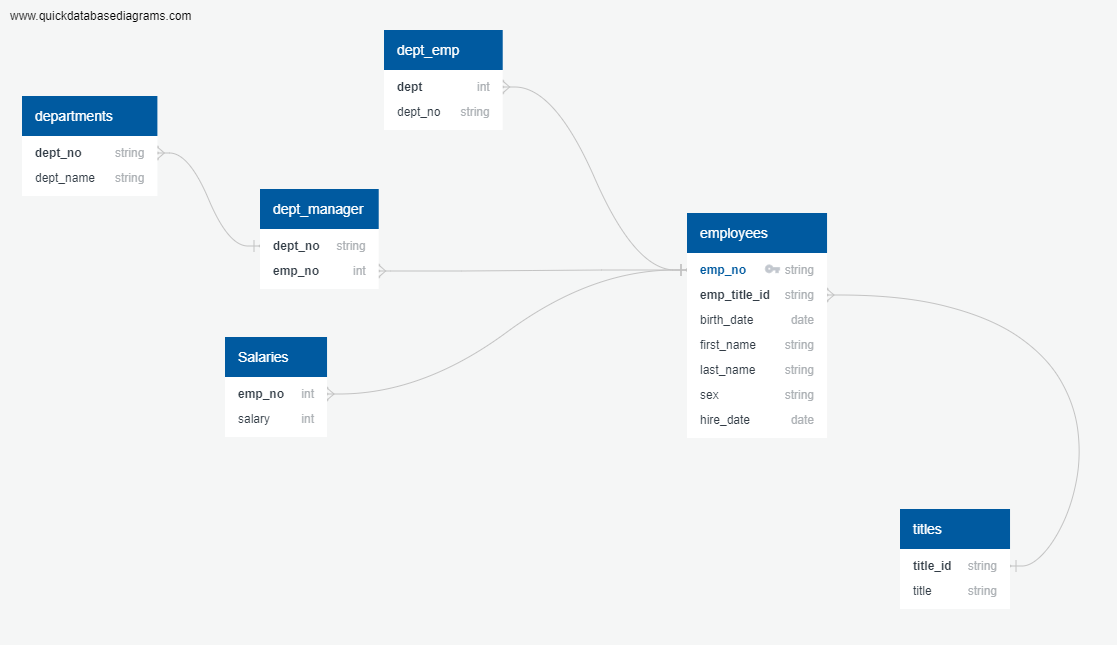 www.quickdatabasediagrams.com
dept_emp
dept int
dept_no string
departments
dept_no string
dept_name string
dept_manager
dept_no string
emp_no int
employees
emp_no string
emp_title_id string
birth_date date
first_name string
last_name string
sex string
hire_date date
Salaries
emp_no int
salary int
titles
title_id string
title string